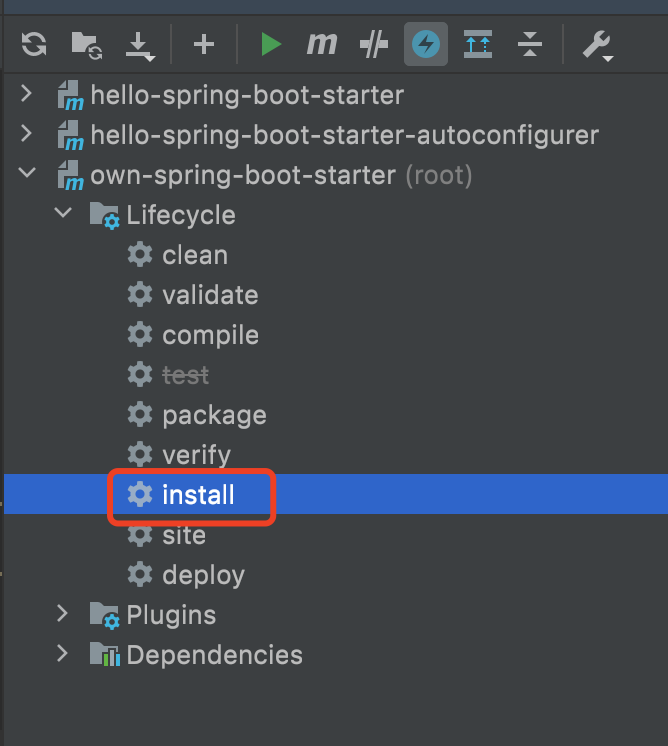 m
hello-spring-boot-starter
hello-spring-boot-starter-autoconfigurer
own-spring-boot-starter (root)
Lifecycle
clean
validate
compile
test
package
verify
install
site
deploy
Plugins
Dependencies